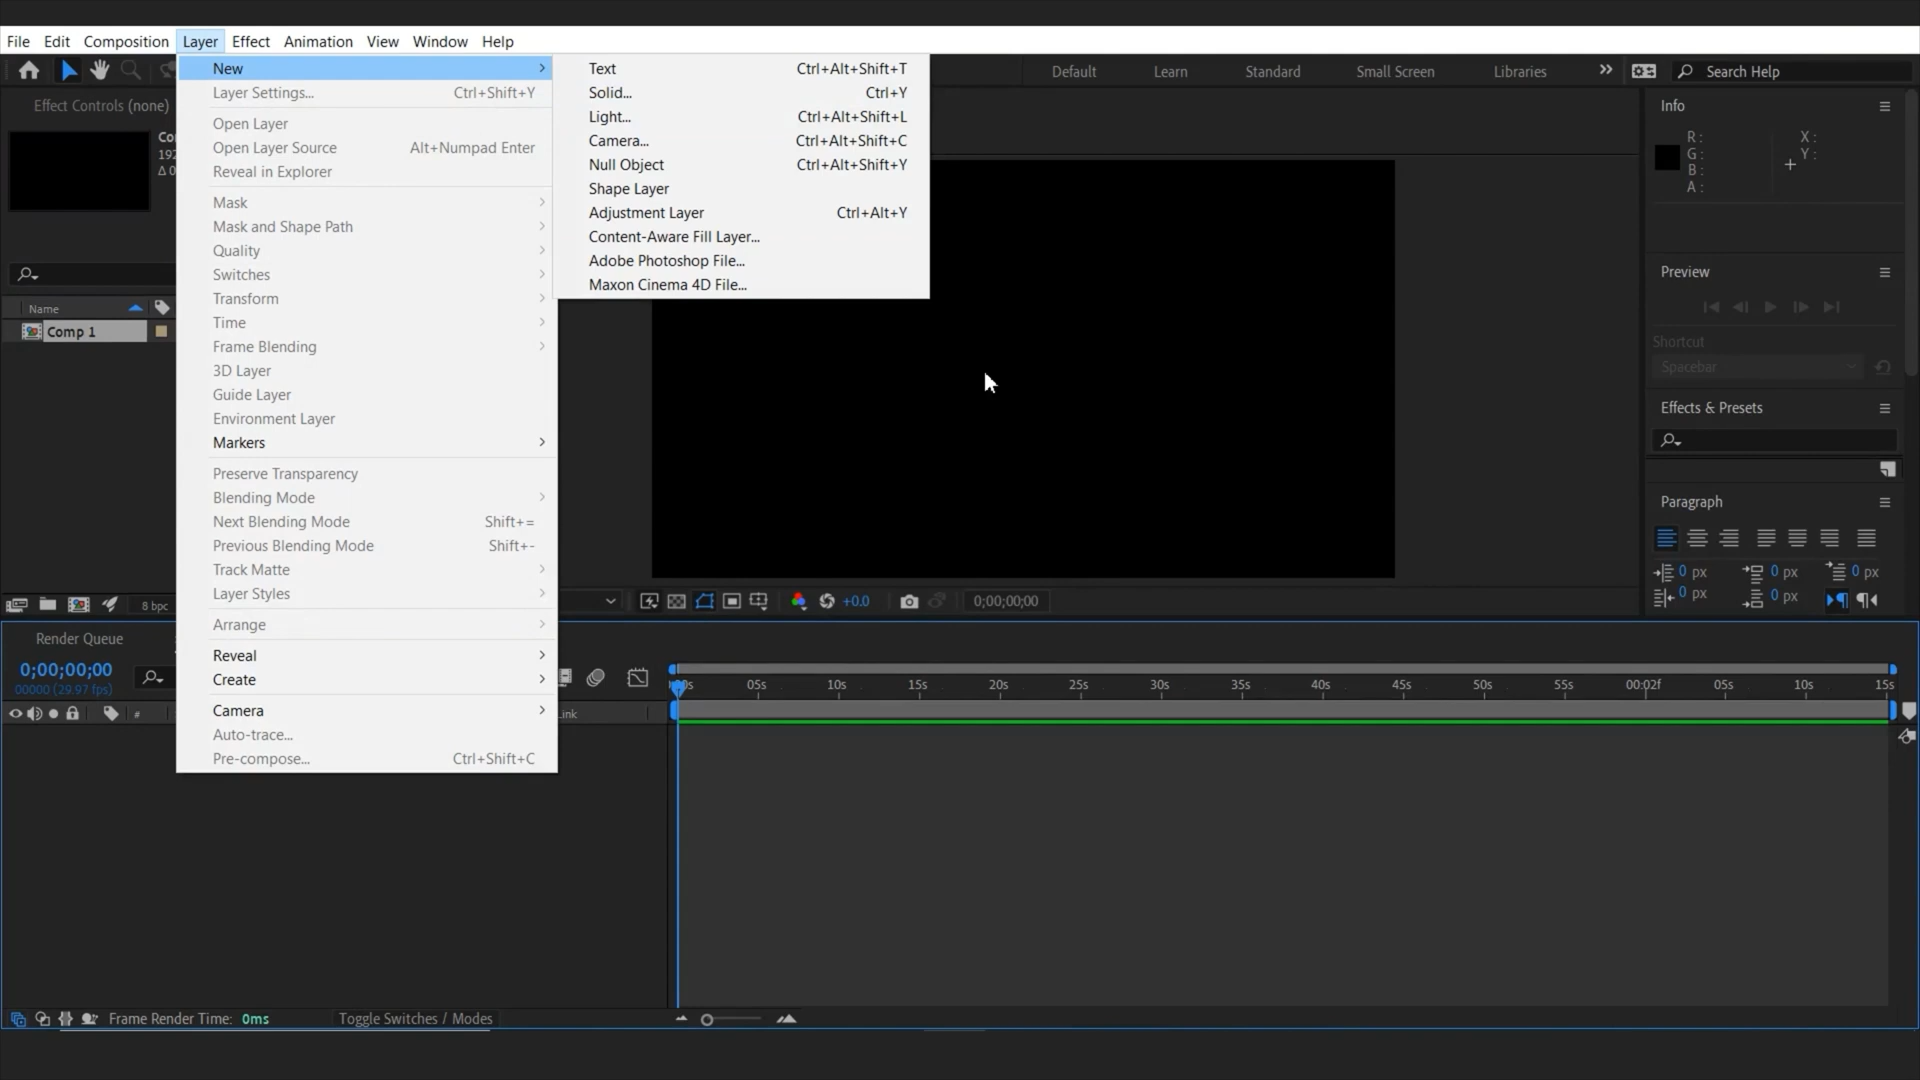 File Edit Composition Layer Effect Animation View Window Help
Default Learn Standard Small Screen Libraries Search Help
Effect Controls (none)
Name
Comp 1
8 bpc
New
Layer Settings... Ctrl+Shift+Y
Open Layer
Open Layer Source Alt+Numpad Enter
Reveal in Explorer
Mask
Mask and Shape Path
Quality
Switches
Transform
Time
Frame Blending
3D Layer
Guide Layer
Environment Layer
Markers
Preserve Transparency
Blending Mode
Next Blending Mode Shift+=
Previous Blending Mode Shift+-
Track Matte
Layer Styles
Arrange
Reveal
Create
Camera
Auto-trace...
Pre-compose... Ctrl+Shift+C
Text Ctrl+Alt+Shift+T
Solid... Ctrl+Y
Light... Ctrl+Alt+Shift+L
Camera... Ctrl+Alt+Shift+C
Null Object Ctrl+Alt+Shift+Y
Shape Layer
Adjustment Layer Ctrl+Alt+Y
Content-Aware Fill Layer...
Adobe Photoshop File...
Maxon Cinema 4D File...
Info
R: X:
G: Y:
B:
A:
Preview
Shortcut
Spacebar
Effects & Presets
Paragraph
0 px 0 px 0 px
0 px 0 px
+0.0 0;00;00;00
Render Queue
0;00;00;00
00000 (29.97 fps)
05s 10s 15s 20s 25s 30s 35s 40s 45s 50s 55s 00:02f 05s 10s 15s
#
Frame Render Time: 0ms Toggle Switches / Modes